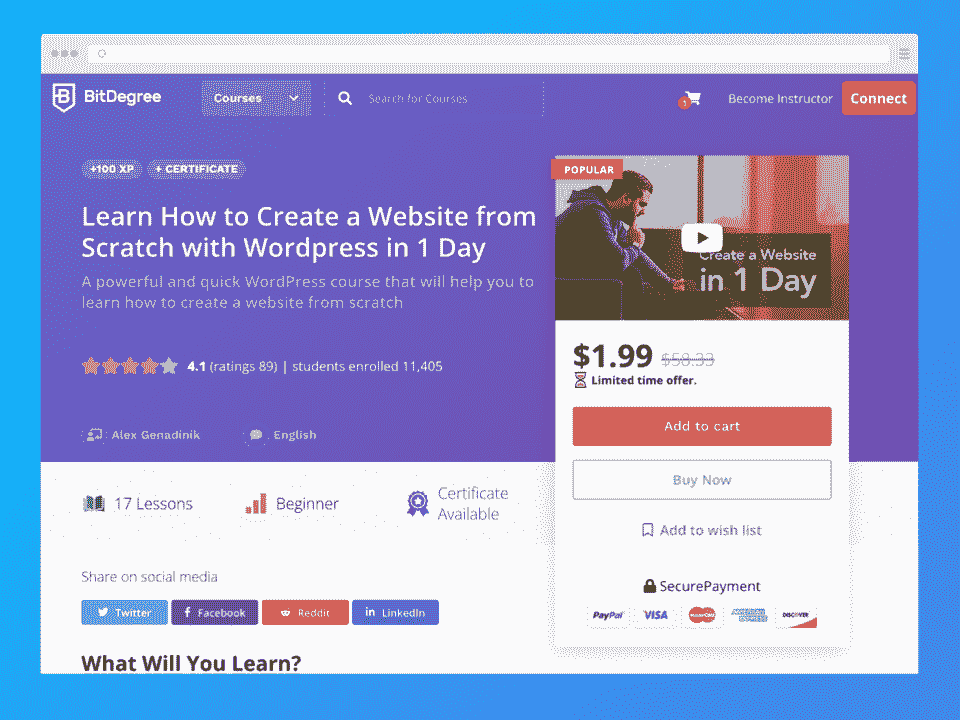 BitDegree
Courses
Search for Courses
1
Become Instructor
Connect
+100 XP
+ CERTIFICATE
Learn How to Create a Website from
Scratch with Wordpress in 1 Day
A powerful and quick WordPress course that will help you to
learn how to create a website from scratch
4.1 (ratings 89) | students enrolled 11,405
Alex Genadinik
English
POPULAR
Create a Website
in 1 Day
$1.99 $58.33
Limited time offer.
Add to cart
Buy Now
Add to wish list
SecurePayment
PayPal VISA MasterCard AMERICAN EXPRESS DISCOVER
17 Lessons
Beginner
Certificate
Available
Share on social media
Twitter
Facebook
Reddit
LinkedIn
What Will You Learn?